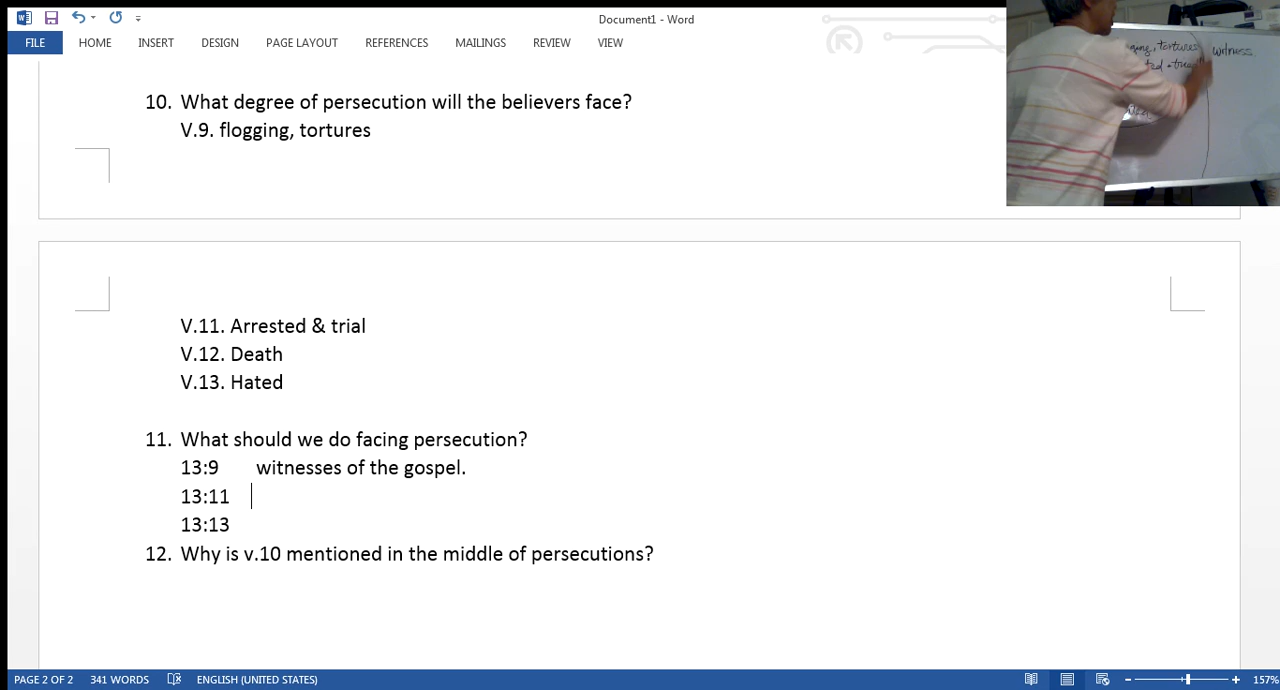 Document1 - Word
FILE HOME INSERT DESIGN PAGE LAYOUT REFERENCES MAILINGS REVIEW VIEW
10. What degree of persecution will the believers face?
V.9. flogging, tortures
V.11. Arrested & trial
V.12. Death
V.13. Hated
11. What should we do facing persecution?
13:9 witnesses of the gospel.
13:11
13:13
12. Why is v.10 mentioned in the middle of persecutions?
tortures witness
PAGE 2 OF 2 341 WORDS ENGLISH (UNITED STATES) 157%